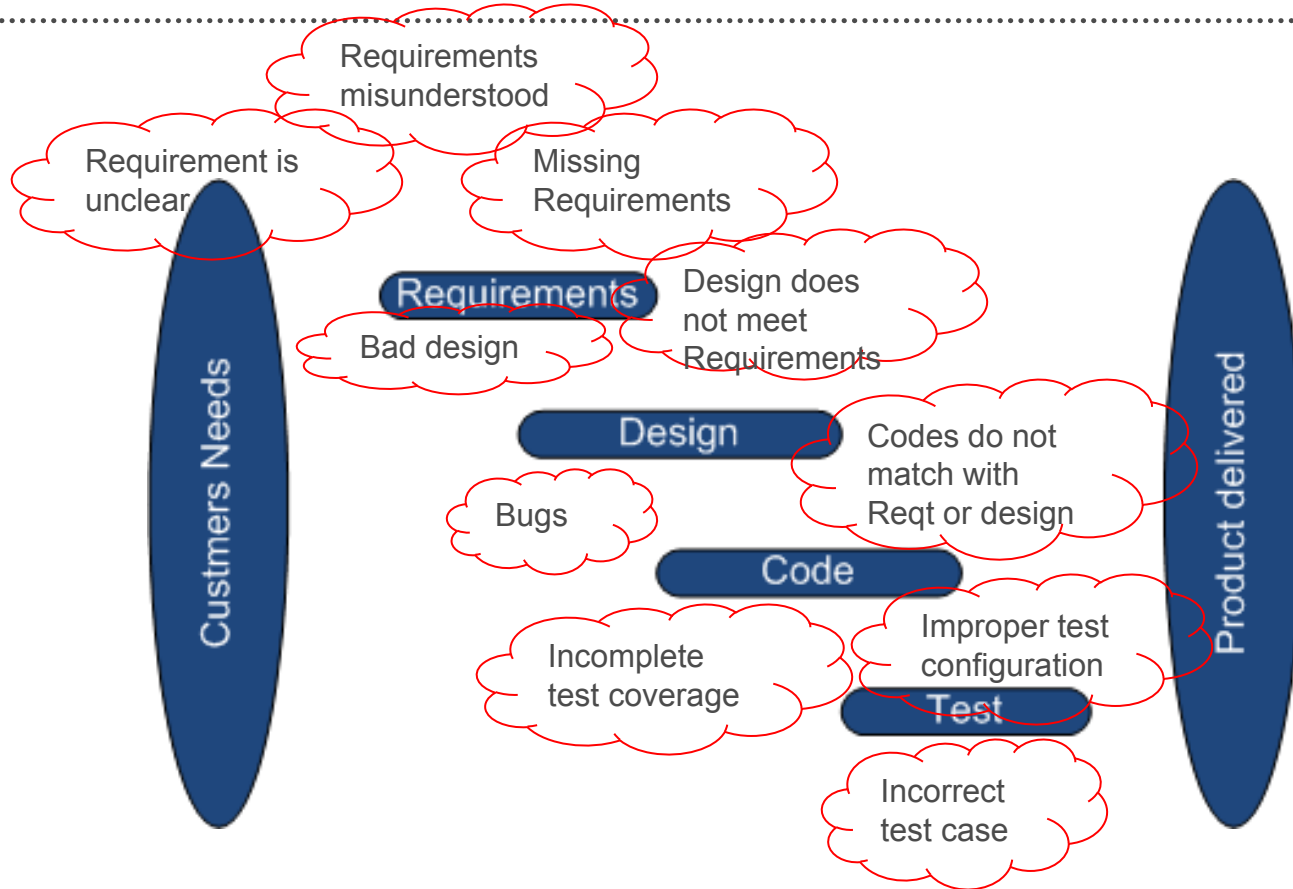 Requirements
misunderstood
Requirement is
unclear
Missing
Requirements
Requirements
Design does
not meet
Requirements
Bad design
Design
Codes do not
match with
Reqt or design
Bugs
Code
Improper test
configuration
Incomplete
test coverage
Test
Incorrect
test case
Custmers Needs
Product delivered